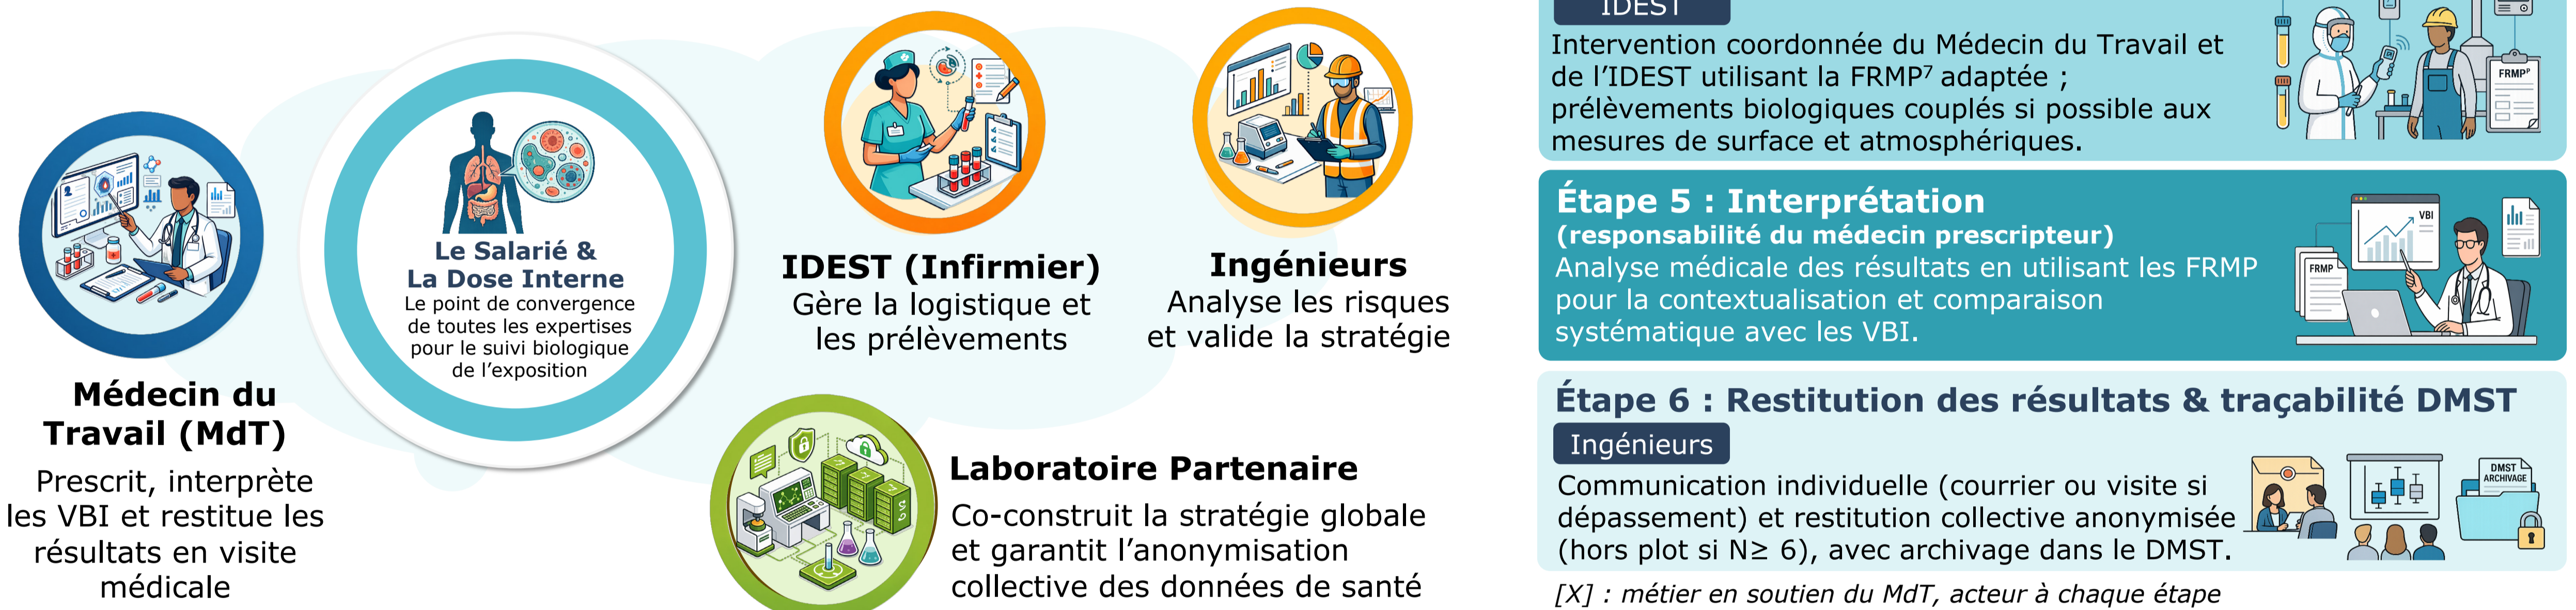 Médecin du
Travail (MdT)
Prescrit, interprète
les VBI et restitue les
résultats en visite
médicale
Le Salarié &
La Dose Interne
Le point de convergence
de toutes les expertises
pour le suivi biologique
de l'exposition
IDEST (Infirmier)
Gère la logistique et
les prélèvements
Ingénieurs
Analyse les risques
et valide la stratégie
Laboratoire Partenaire
Co-construit la stratégie globale
et garantit l'anonymisation
collective des données de santé
IDEST
Intervention coordonnée du Médecin du Travail et
de l'IDEST utilisant la FRMP⁷ adaptée ;
prélèvements biologiques couplés si possible aux
mesures de surface et atmosphériques.
FRMPᴾ
Étape 5 : Interprétation
(responsabilité du médecin prescripteur)
Analyse médicale des résultats en utilisant les FRMP
pour la contextualisation et comparaison
systématique avec les VBI.
VBI
FRMP
Étape 6 : Restitution des résultats & traçabilité DMST
Ingénieurs
Communication individuelle (courrier ou visite si
dépassement) et restitution collective anonymisée
(hors plot si N≥ 6), avec archivage dans le DMST.
DMST
ARCHIVAGE
[X] : métier en soutien du MdT, acteur à chaque étape